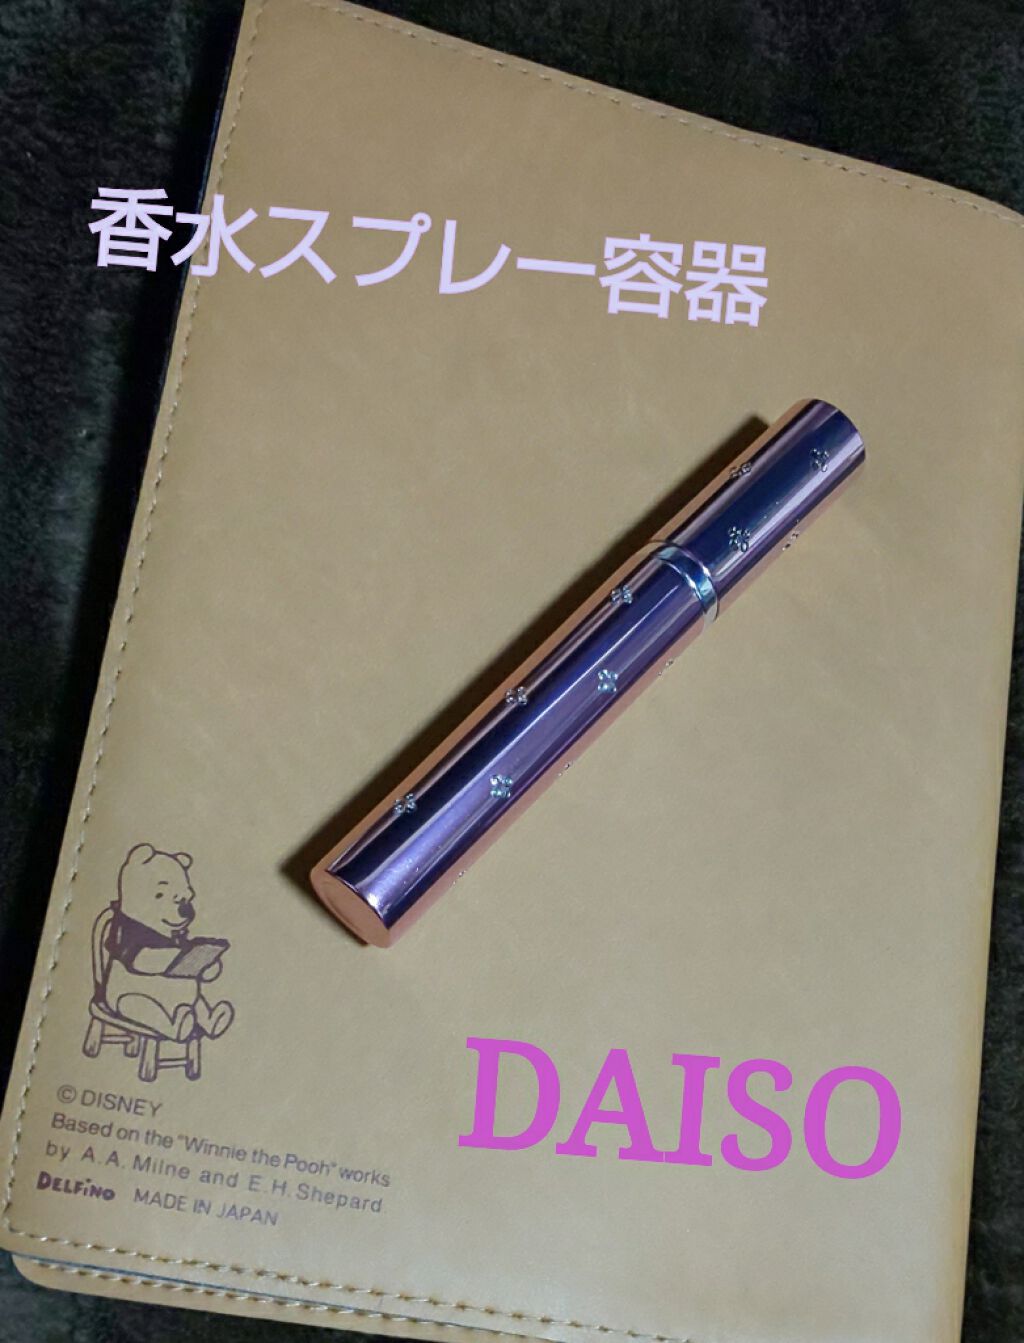 香水スプレー容器
DAISO
© DISNEY
Based on the "Winnie the Pooh" works
by A.A. Milne and E.H. Shepard.
DELFiNO MADE IN JAPAN